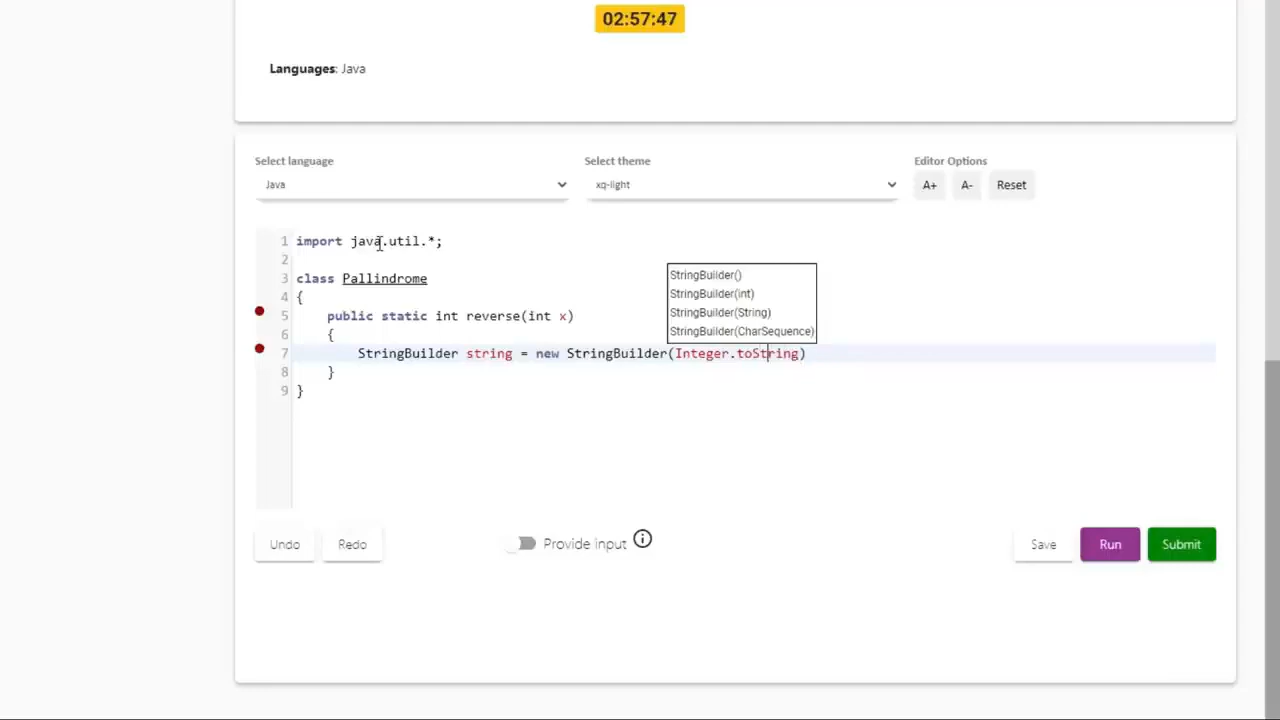 02:57:47
Languages: Java
Select language
Select theme
Editor Options
Java
xq-light
A+
A-
Reset
1 import java.util.*;
2
3 class Pallindrome
4 {
5 public static int reverse(int x)
6 {
7 StringBuilder string = new StringBuilder(Integer.toString)
8 }
9 }
StringBuilder()
StringBuilder(int)
StringBuilder(String)
StringBuilder(CharSequence)
Undo
Redo
Provide input
Save
Run
Submit